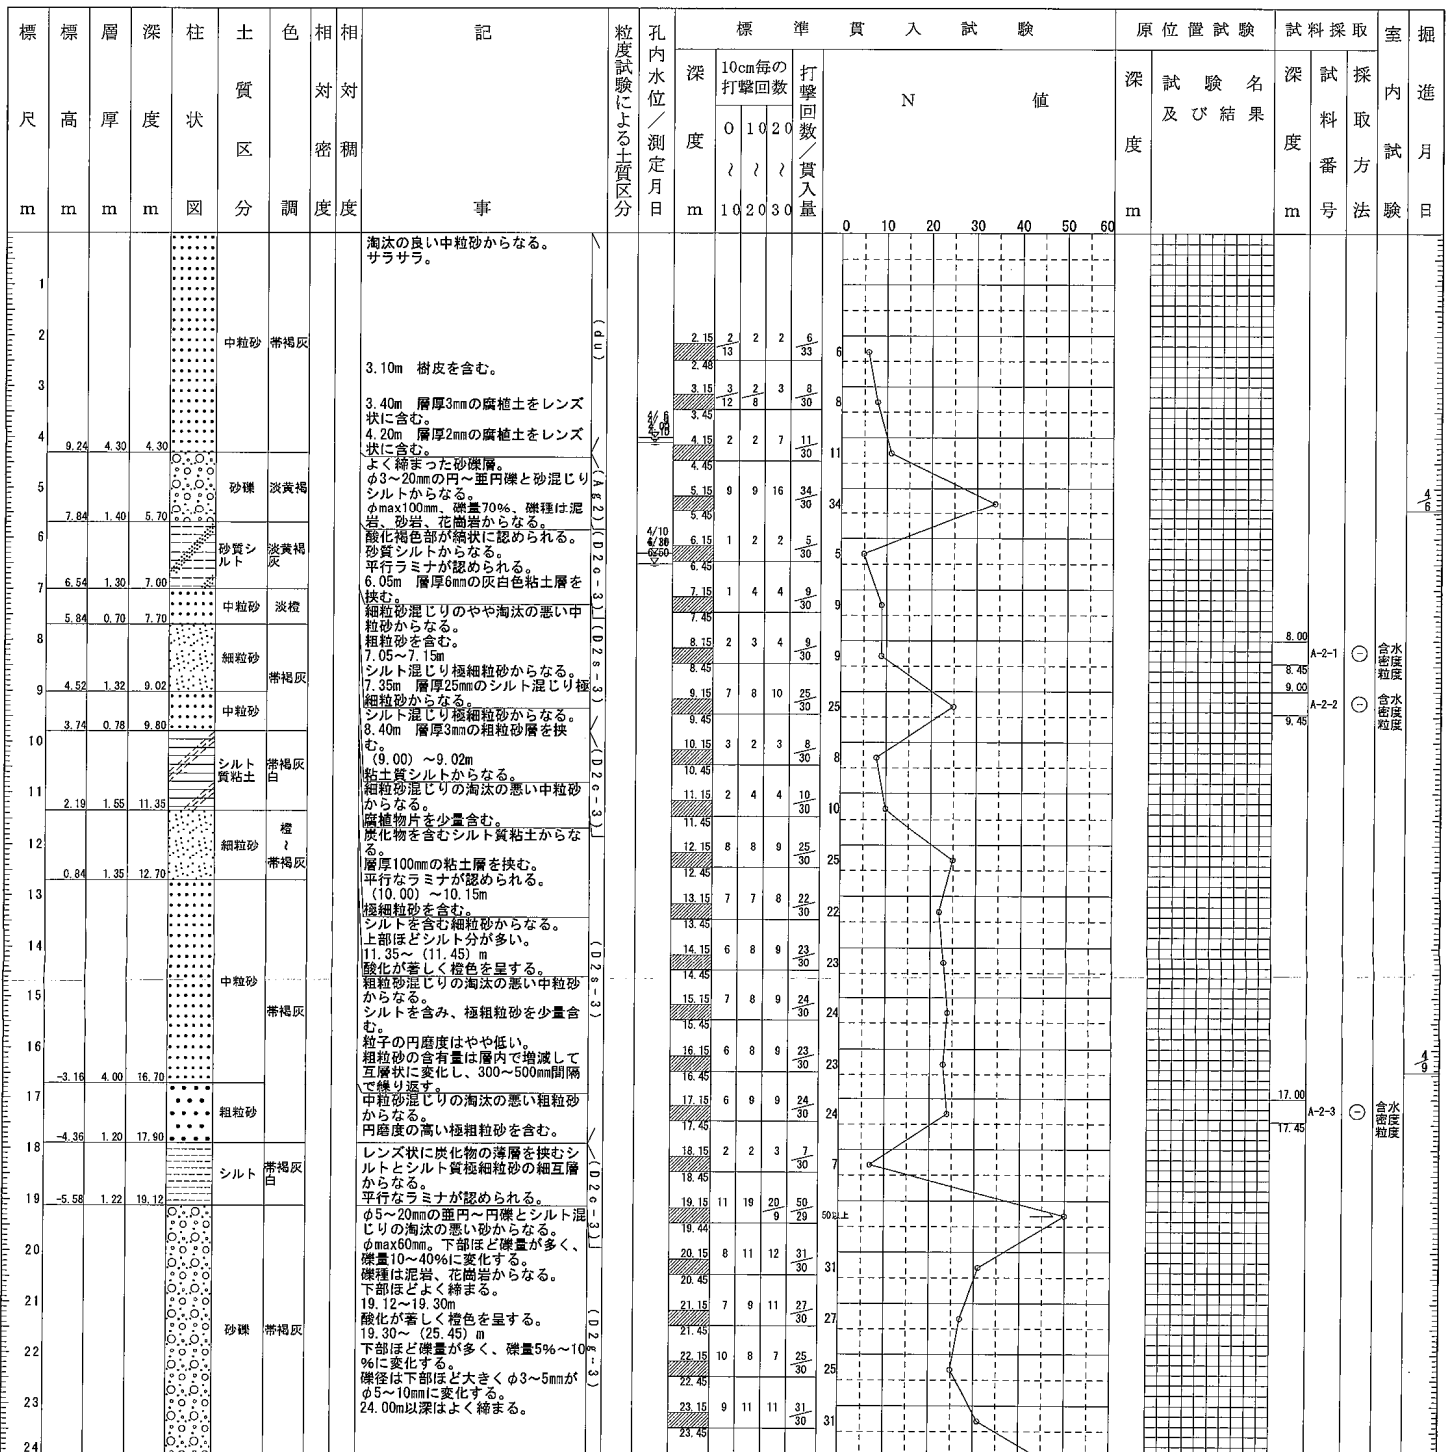 標尺 m
標高 m
層厚 m
深度 m
柱状図
土質区分
色調
相対密度
相対稠度
記事
粒度試験による土質区分
孔内水位／測定月日
標準貫入試験
深度 m
10cm毎の
打撃回数
0 10 20
～ ～ ～
10 20 30
打撃回数／貫入量
N 値
0 10 20 30 40 50 60
原位置試験
深度 m
試験名
及び結果
試料採取
深度 m
試料番号
採取方法
室内試験
掘進月日
1
2
3
4
5
6
7
8
9
10
11
12
13
14
15
16
17
18
19
20
21
22
23
24
9.24 4.30 4.30
7.84 1.40 5.70
6.54 1.30 7.00
5.84 0.70 7.70
4.52 1.32 9.02
3.74 0.78 9.80
2.19 1.55 11.35
0.84 1.35 12.70
-3.16 4.00 16.70
-4.36 1.20 17.90
-5.58 1.22 19.12
中粒砂 帯褐灰
砂礫 淡黄褐
砂質シ
ルト
淡黄褐
灰
中粒砂 淡橙
細粒砂
帯褐灰
中粒砂
シルト
質粘土
帯褐灰
白
細粒砂
橙
～
帯褐灰
中粒砂
帯褐灰
粗粒砂
シルト
帯褐灰
白
砂礫 帯褐灰
淘汰の良い中粒砂からなる。
サラサラ。
3.10m 樹皮を含む。
3.40m 層厚3mmの腐植土をレンズ
状に含む。
4.20m 層厚2mmの腐植土をレンズ
状に含む。
よく締まった砂礫層。
φ3～20mmの円～亜円礫と砂混じり
シルトからなる。
φmax100mm、礫量70%、礫種は泥
岩、砂岩、花崗岩からなる。
酸化褐色部が縞状に認められる。
砂質シルトからなる。
平行ラミナが認められる。
6.05m 層厚6mmの灰白色粘土層を
挟む。
細粒砂混じりのやや淘汰の悪い中
粒砂からなる。
粗粒砂を含む。
7.05～7.15m
シルト混じり極細粒砂からなる。
7.35m 層厚25mmのシルト混じり極
細粒砂からなる。
シルト混じり極細粒砂からなる。
8.40m 層厚3mmの粗粒砂層を挟
む。
（9.00）～9.02m
粘土質シルトからなる。
細粒砂混じりの淘汰の悪い中粒砂
からなる。
腐植物片を少量含む。
炭化物を含むシルト質粘土からな
る。
層厚100mmの粘土層を挟む。
平行なラミナが認められる。
（10.00）～10.15m
極細粒砂を含む。
シルトを含む細粒砂からなる。
上部ほどシルト分が多い。
11.35～（11.45）m
酸化が著しく橙色を呈する。
粗粒砂混じりの淘汰の悪い中粒砂
からなる。
シルトを含み、極粗粒砂を少量含
む。
粒子の円磨度はやや低い。
粗粒砂の含有量は層内で増減して
互層状に変化し、300～500mm間隔
で繰り返す。
中粒砂混じりの淘汰の悪い粗粒砂
からなる。
円磨度の高い極粗粒砂を含む。
レンズ状に炭化物の薄層を挟むシ
ルトとシルト質極細粒砂の細互層
からなる。
平行なラミナが認められる。
φ5～20mmの亜円～円礫とシルト混
じりの淘汰の悪い砂からなる。
φmax60mm。下部ほど礫量が多く、
礫量10～40%に変化する。
礫種は泥岩、花崗岩からなる。
下部ほどよく締まる。
19.12～19.30m
酸化が著しく橙色を呈する。
19.30～（25.45）m
下部ほど礫量が多く、礫量5%～10
%に変化する。
礫径は下部ほど大きくφ3～5mmが
φ5～10mmに変化する。
24.00m以深はよく締まる。
(du)
(Ag2)
(D2c-3)
(D2s-3)
(D2c-3)
(D2s-3)
(D2c-3)
(D2g-3)
4/6
4/10
2.15 2/13 2 2 6/33 6
2.48
3.15 3/12 2/8 3 8/30 8
3.45
4.15 2 2 7 11/30 11
4.45
5.15 9 9 16 34/30 34
5.45
6.15 1 2 2 5/30 5
6.45
7.15 1 4 4 9/30 9
7.45
8.15 2 3 4 9/30 9
8.45
9.15 7 8 10 25/30 25
9.45
10.15 3 2 3 8/30 8
10.45
11.15 2 4 4 10/30 10
11.45
12.15 8 8 9 25/30 25
12.45
13.15 7 7 8 22/30 22
13.45
14.15 6 8 9 23/30 23
14.45
15.15 7 8 9 24/30 24
15.45
16.15 6 8 9 23/30 23
16.45
17.15 6 9 9 24/30 24
17.45
18.15 2 2 3 7/30 7
18.45
19.15 11 19 20/9 50/29 50以上
19.44
20.15 8 11 12 31/30 31
20.45
21.15 7 9 11 27/30 27
21.45
22.15 10 8 7 25/30 25
22.45
23.15 9 11 11 31/30 31
23.45
8.00
8.45
A-2-1 ⊖ 含水
密度
粒度
9.00
9.45
A-2-2 ⊖ 含水
密度
粒度
17.00
17.45
A-2-3 ⊖ 含水
密度
粒度
4/6
4/9